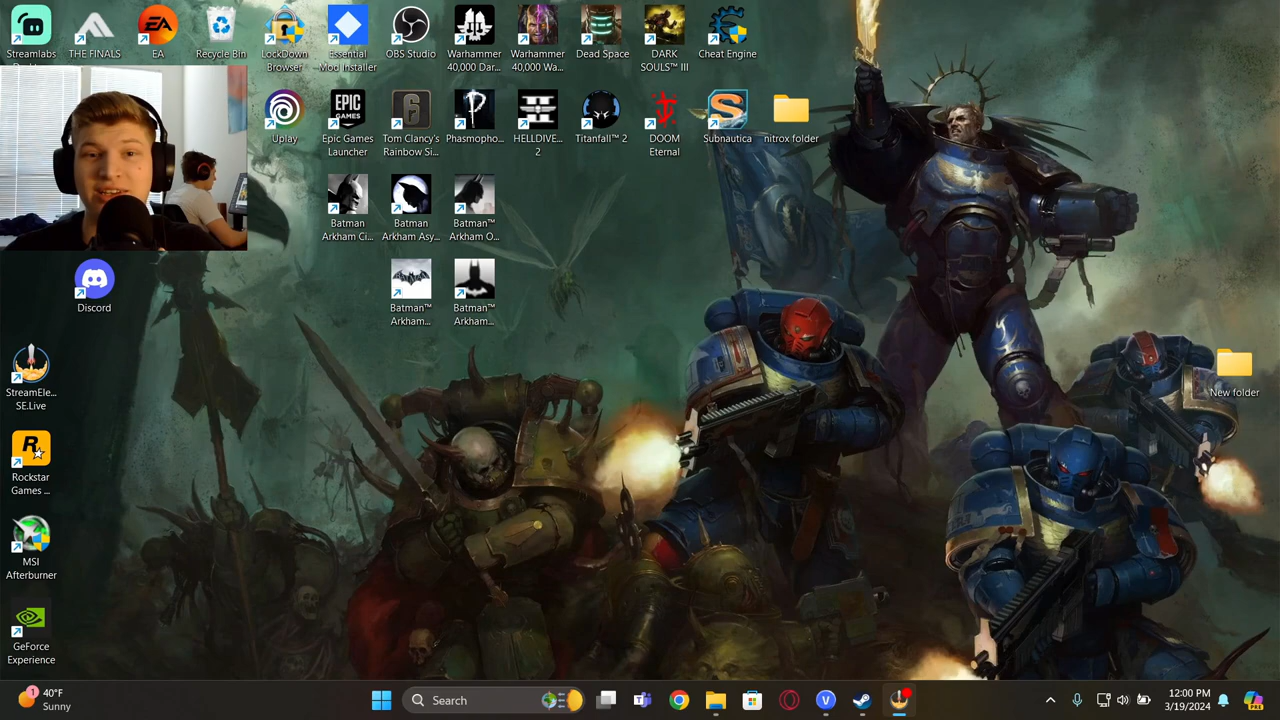 Streamlabs
THE FINALS
EA
Recycle Bin
LockDown
Browser
Essential
Mod Installer
OBS Studio
Warhammer
40,000 Dar...
Warhammer
40,000 Wa...
Dead Space
DARK
SOULS™ III
Cheat Engine
Uplay
EPIC
GAMES
Epic Games
Launcher
Tom Clancy's
Rainbow Si...
Phasmopho...
HELLDIVE...
2
Titanfall™ 2
DOOM
Eternal
Subnautica
nitrox folder
Batman
Arkham Ci...
Batman
Arkham Asy...
Batman™
Arkham O...
Discord
Batman™
Arkham...
Batman™
Arkham...
StreamEle...
SE.Live
Rockstar
Games ...
MSI
Afterburner
GeForce
Experience
New folder
1
40°F
Sunny
Search
12:00 PM
3/19/2024